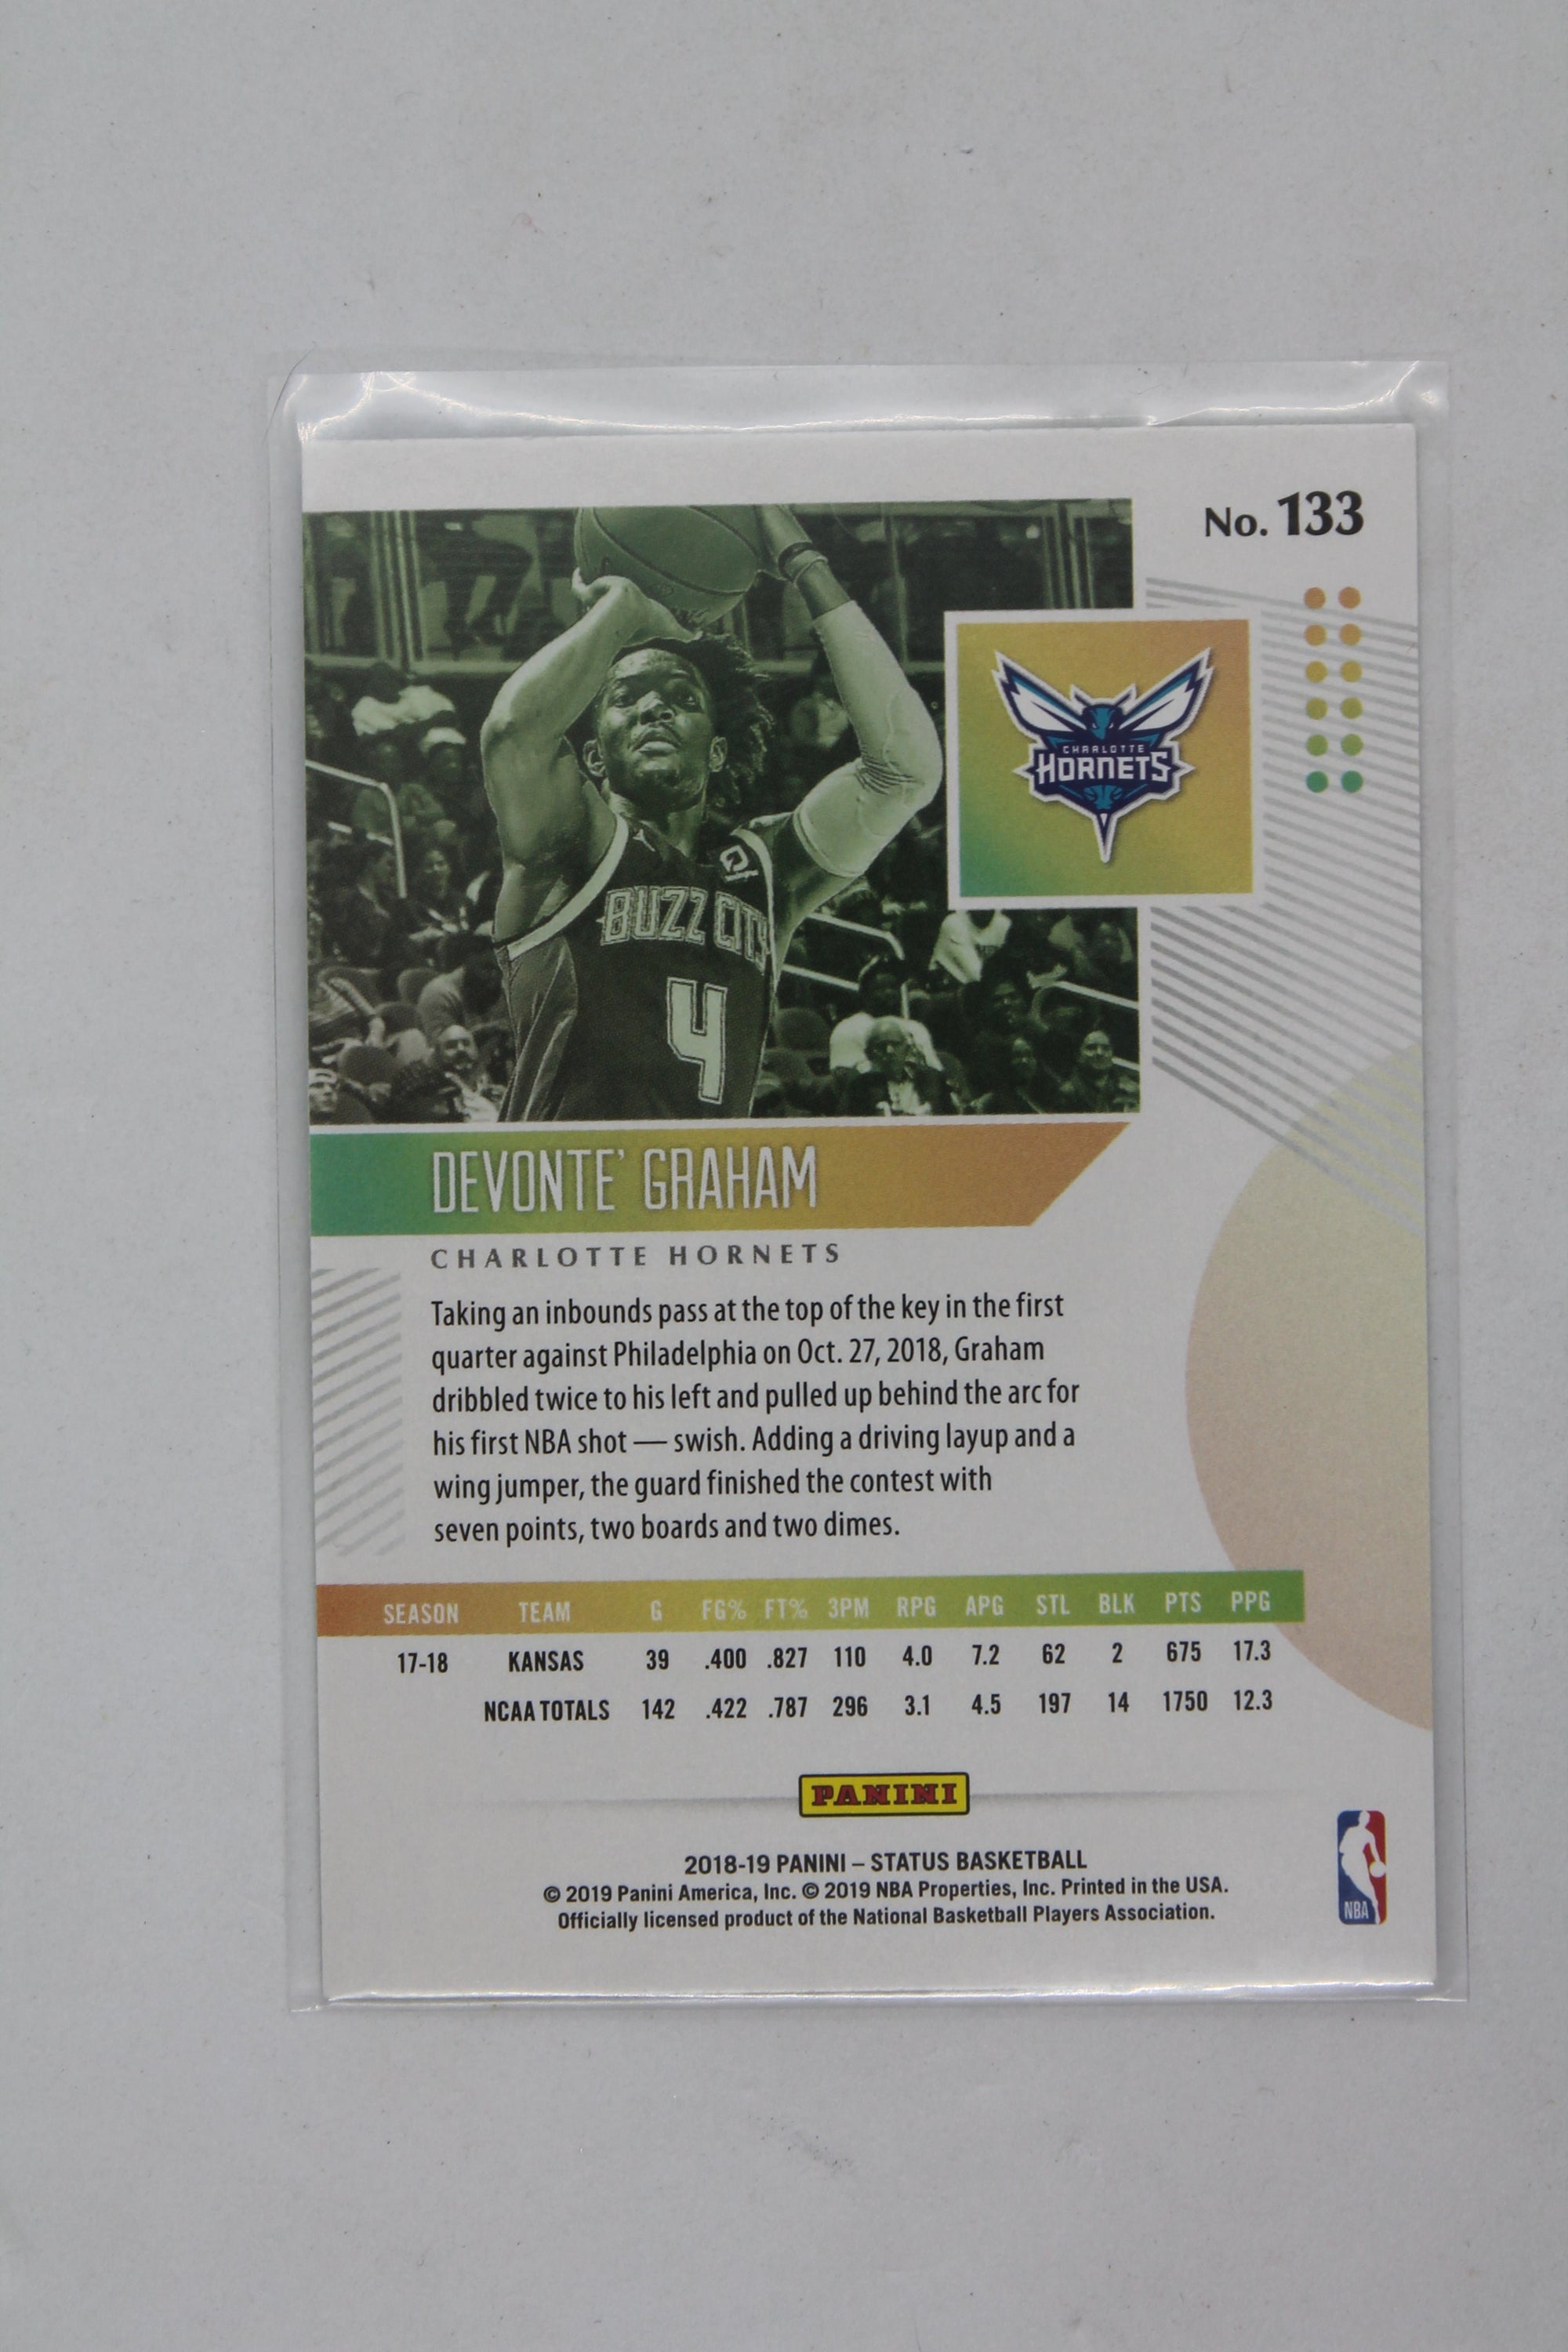 No. 133
CHARLOTTE
HORNETS
BUZZ CITY
4
DEVONTE' GRAHAM
CHARLOTTE HORNETS
Taking an inbounds pass at the top of the key in the first
quarter against Philadelphia on Oct. 27, 2018, Graham
dribbled twice to his left and pulled up behind the arc for
his first NBA shot — swish. Adding a driving layup and a
wing jumper, the guard finished the contest with
seven points, two boards and two dimes.
SEASON TEAM G FG% FT% 3PM RPG APG STL BLK PTS PPG
17-18 KANSAS 39 .400 .827 110 4.0 7.2 62 2 675 17.3
NCAA TOTALS 142 .422 .787 296 3.1 4.5 197 14 1750 12.3
PANINI
2018-19 PANINI – STATUS BASKETBALL
© 2019 Panini America, Inc. © 2019 NBA Properties, Inc. Printed in the USA.
Officially licensed product of the National Basketball Players Association.
NBA